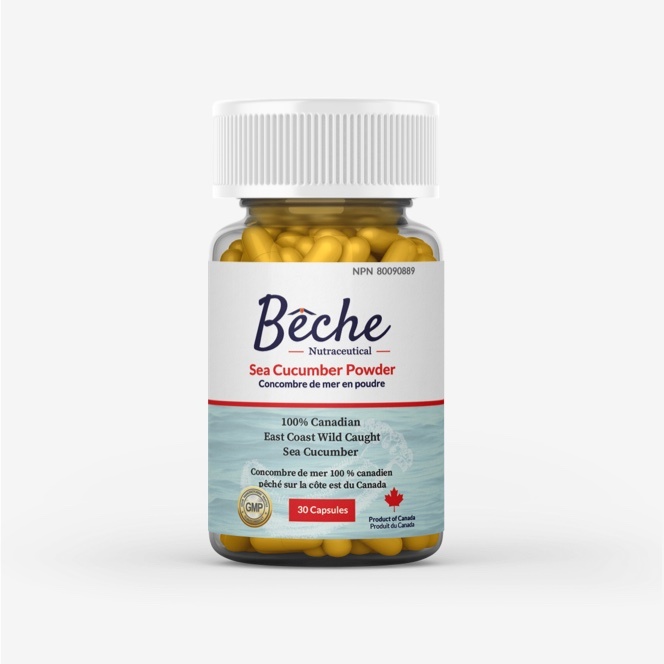 NPN 80090889
Bêche
Nutraceutical
Sea Cucumber Powder
Concombre de mer en poudre
100% Canadian
East Coast Wild Caught
Sea Cucumber
Concombre de mer 100 % canadien
pêché sur la côte est du Canada
GMP
30 Capsules
Product of Canada
Produit du Canada